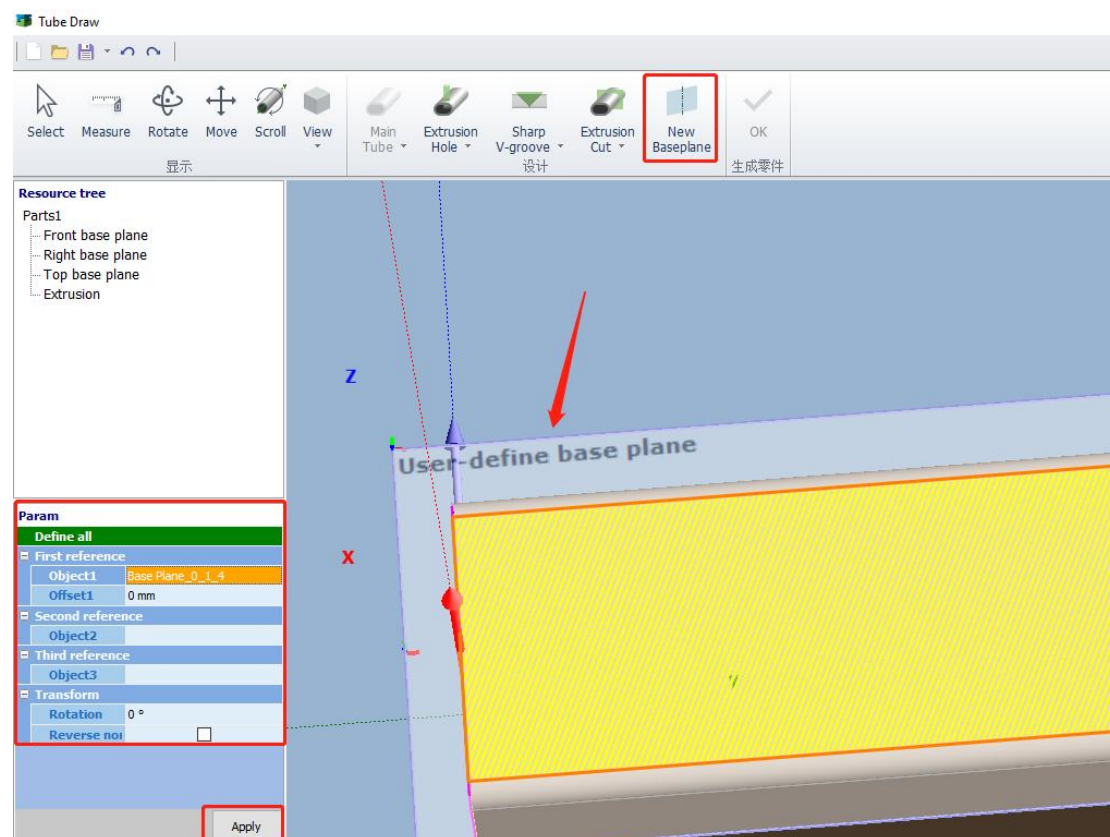 Tube Draw
Select Measure Rotate Move Scroll View Main Tube Extrusion Hole Sharp V-groove Extrusion Cut New Baseplane OK
显示 设计 生成零件
Resource tree
Parts1
Front base plane
Right base plane
Top base plane
Extrusion
Z
User-define base plane
X
y
Param
Define all
First reference
Object1 Base Plane_0_1_4
Offset1 0 mm
Second reference
Object2
Third reference
Object3
Transform
Rotation 0 °
Reverse noı
Apply